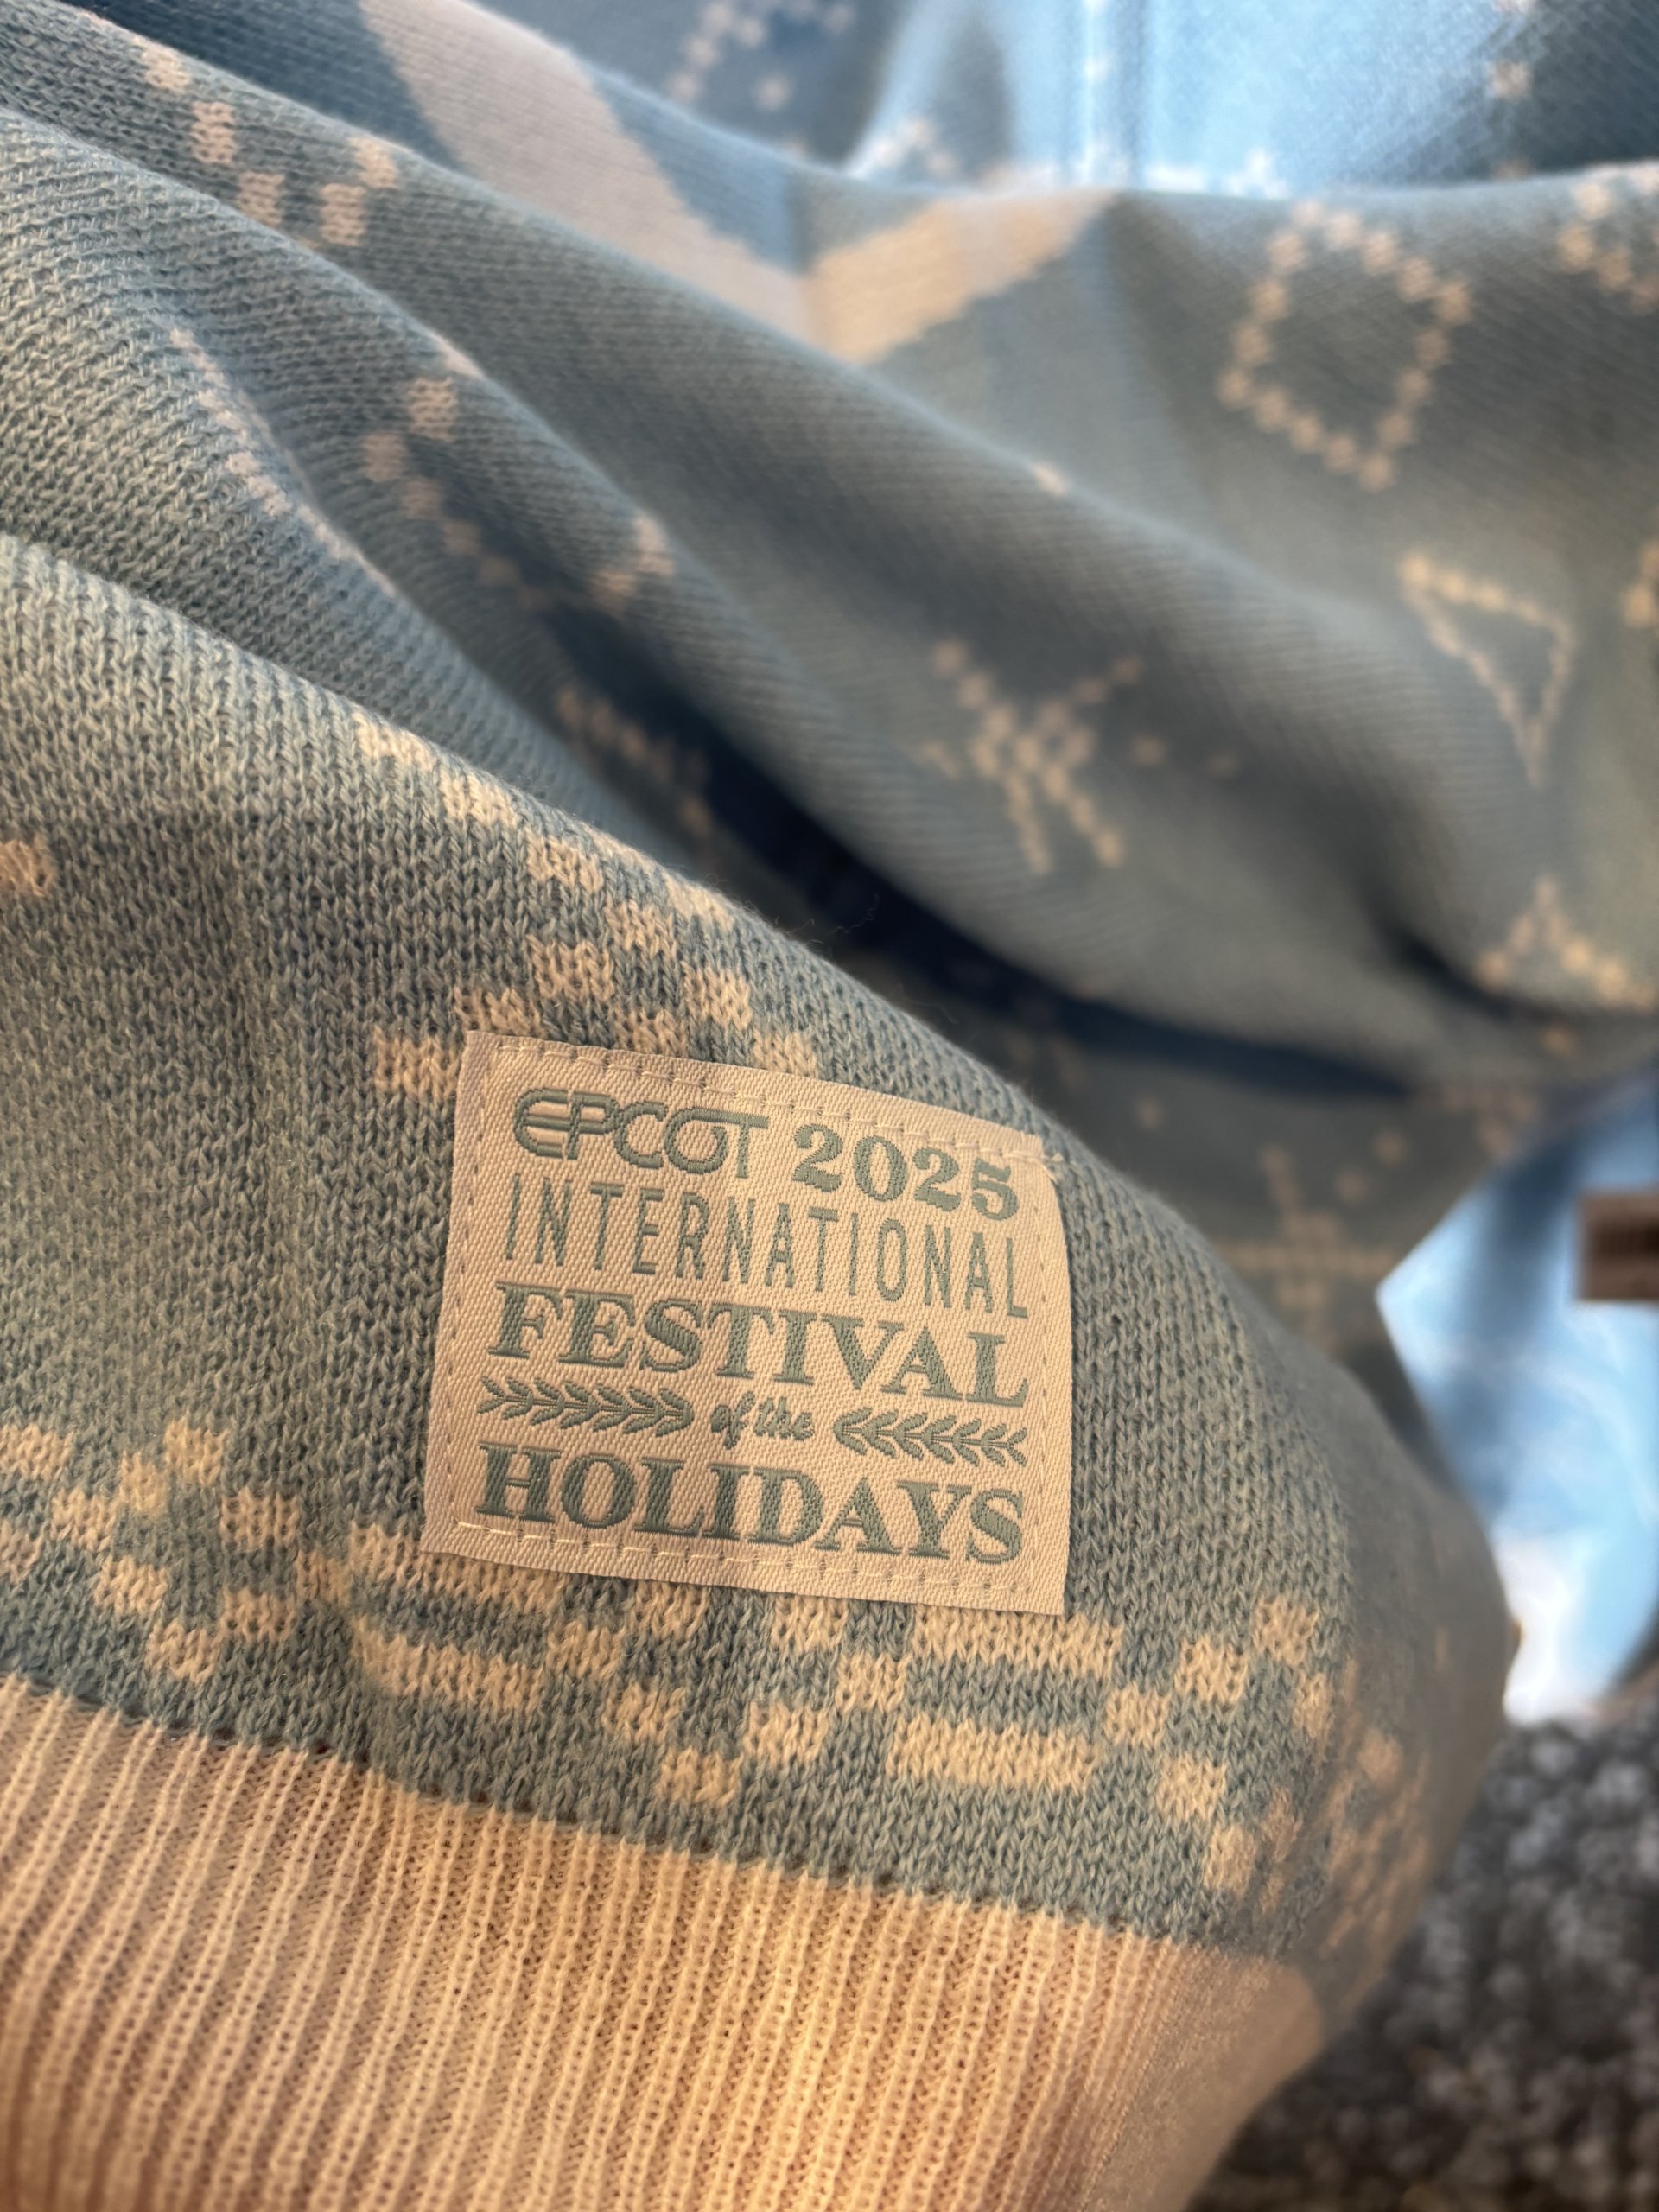 EPCOT 2025
INTERNATIONAL
FESTIVAL
of the
HOLIDAYS